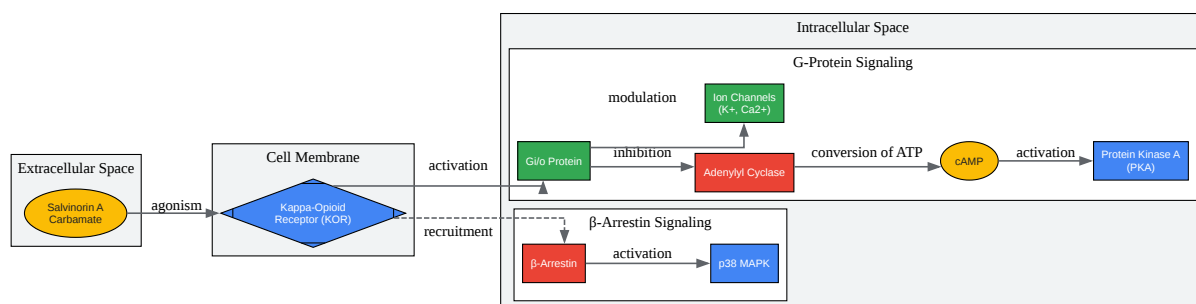 Intracellular Space
G-Protein Signaling
modulation
Ion Channels
(K+, Ca2+)
Extracellular Space
Cell Membrane
activation
Gi/o Protein
inhibition
Adenylyl Cyclase
conversion of ATP
cAMP
activation
Protein Kinase A
(PKA)
Salvinorin A
Carbamate
agonism
Kappa-Opioid
Receptor (KOR)
recruitment
β-Arrestin Signaling
β-Arrestin
activation
p38 MAPK